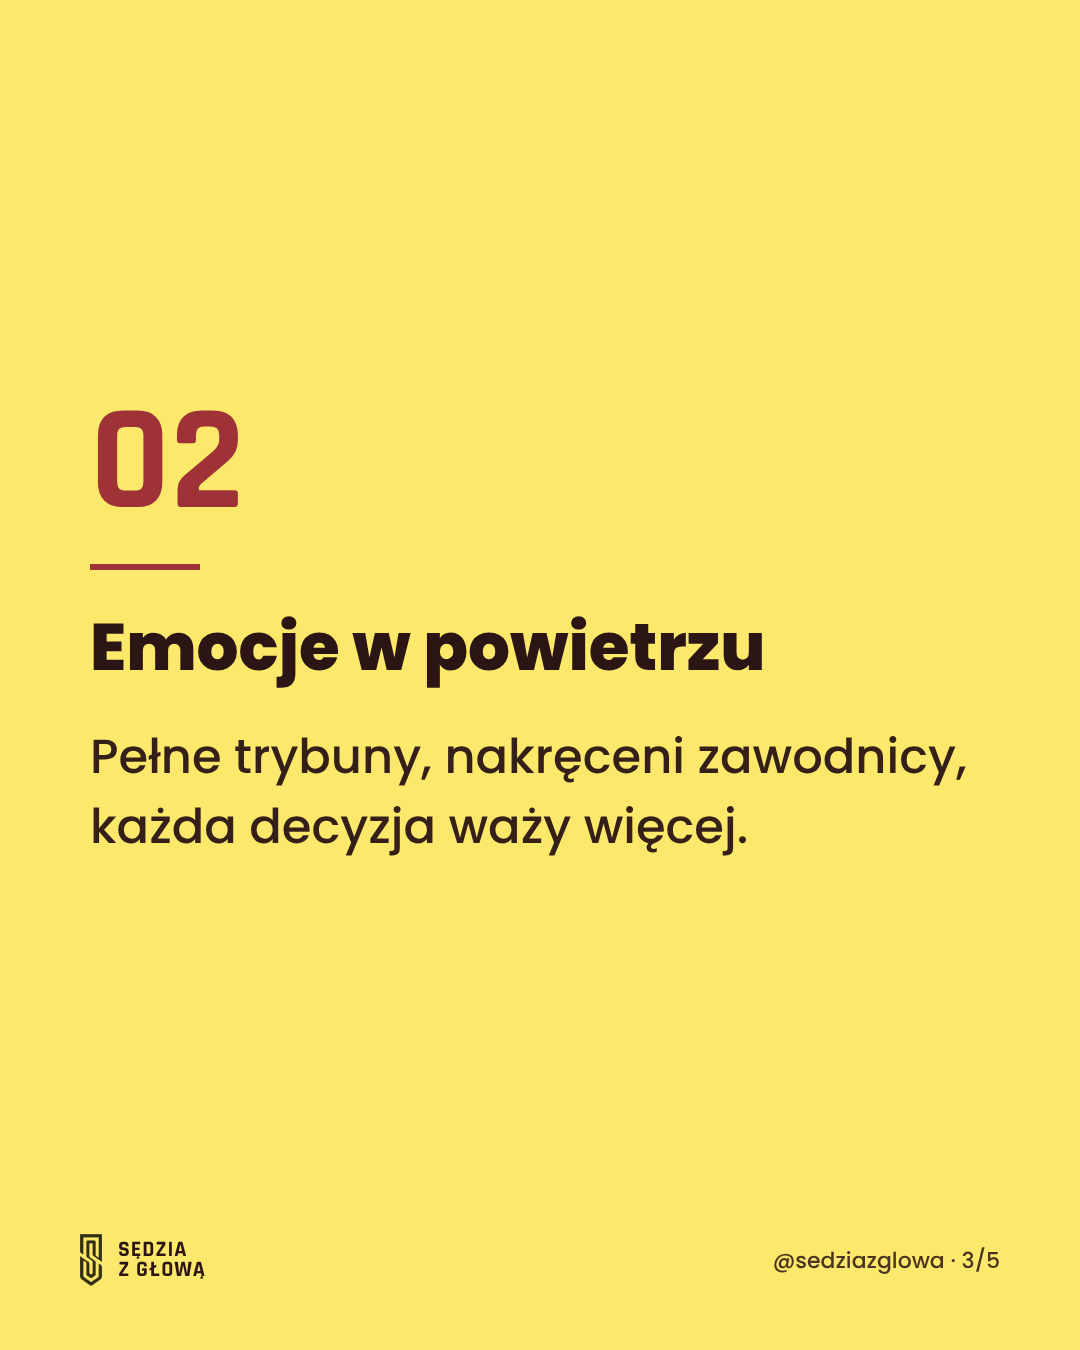 02
Emocje w powietrzu
Pełne trybuny, nakręceni zawodnicy,
każda decyzja waży więcej.
SĘDZIA
Z GŁOWĄ
@sedziazglowa · 3/5